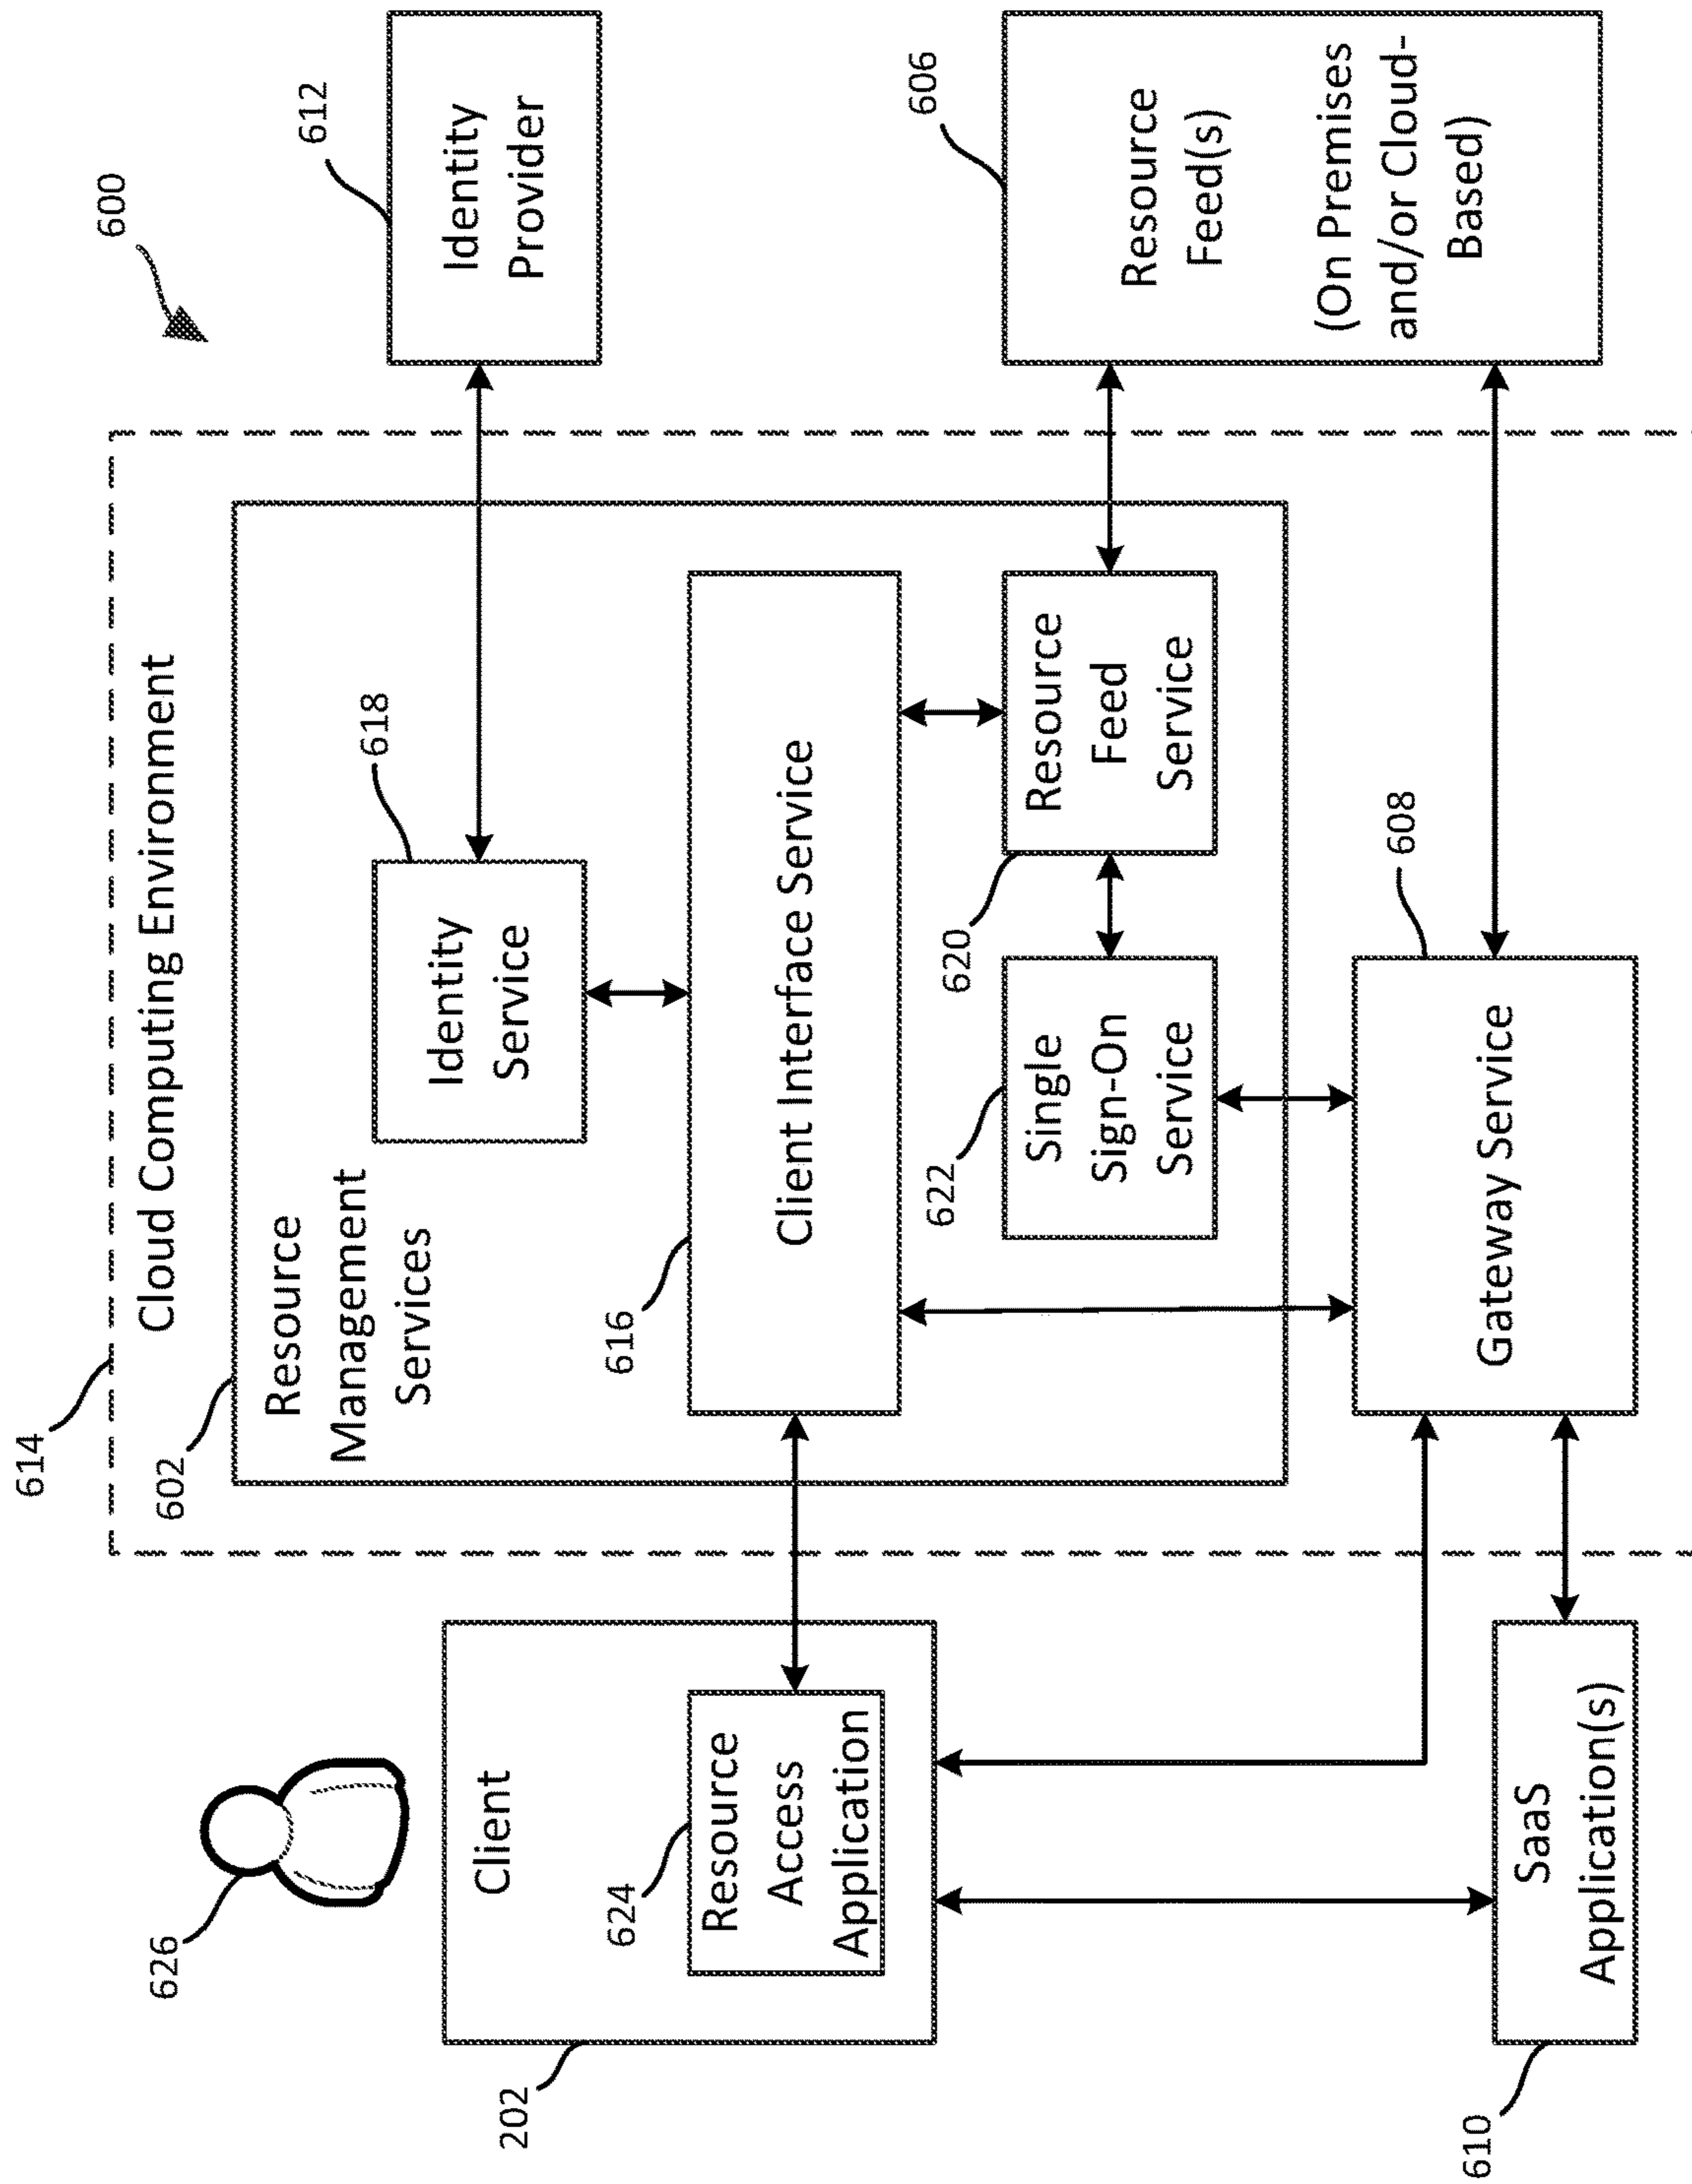 600
614
Cloud Computing Environment
602
Resource
Management
Services
626
Client
202
624
Resource
Access
Application
618
Identity
Service
612
Identity
Provider
616
Client Interface Service
622
Single
Sign-On
Service
620
Resource
Feed
Service
606
Resource
Feed(s)
(On Premises
and/or Cloud-
Based)
608
Gateway Service
610
SaaS
Application(s)